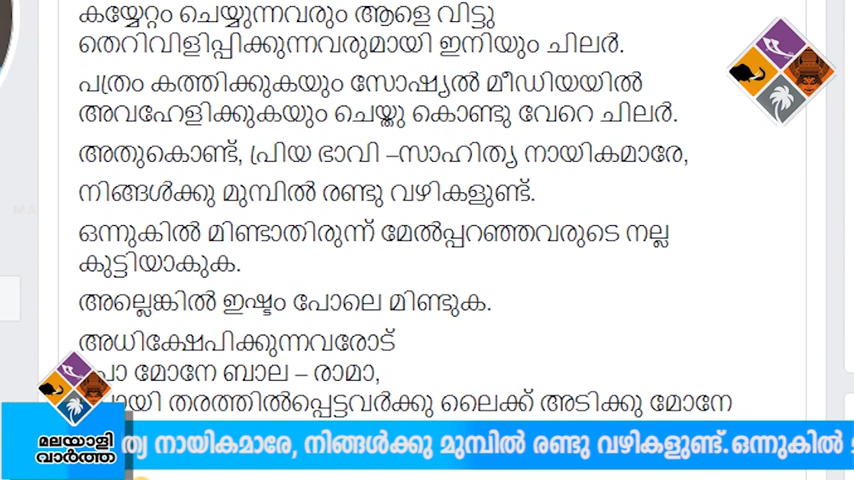 കയ്യേറ്റം ചെയ്യുന്നവരും ആളെ വിട്ടു
തെറിവിളിപ്പിക്കുന്നവരുമായി ഇനിയും ചിലർ.
പത്രം കത്തിക്കുകയും സോഷ്യൽ മീഡിയയിൽ
അവഹേളിക്കുകയും ചെയ്തു കൊണ്ടു വേറെ ചിലർ.
അതുകൊണ്ട്, പ്രിയ ഭാവി –സാഹിത്യ നായികമാരേ,
നിങ്ങൾക്കു മുമ്പിൽ രണ്ടു വഴികളുണ്ട്.
ഒന്നുകിൽ മിണ്ടാതിരുന്ന് മേൽപ്പറഞ്ഞവരുടെ നല്ല
കുട്ടിയാകുക.
അല്ലെങ്കിൽ ഇഷ്ടം പോലെ മിണ്ടുക.
അധിക്ഷേപിക്കുന്നവരോട്
മോനേ ബാല – രാമാ,
തരത്തിൽപ്പെട്ടവർക്കു ലൈക്ക് അടിക്കു മോനേ
മലയാളി
വാർത്ത
നായികമാരേ, നിങ്ങൾക്കു മുമ്പിൽ രണ്ടു വഴികളുണ്ട്.ഒന്നുകിൽ